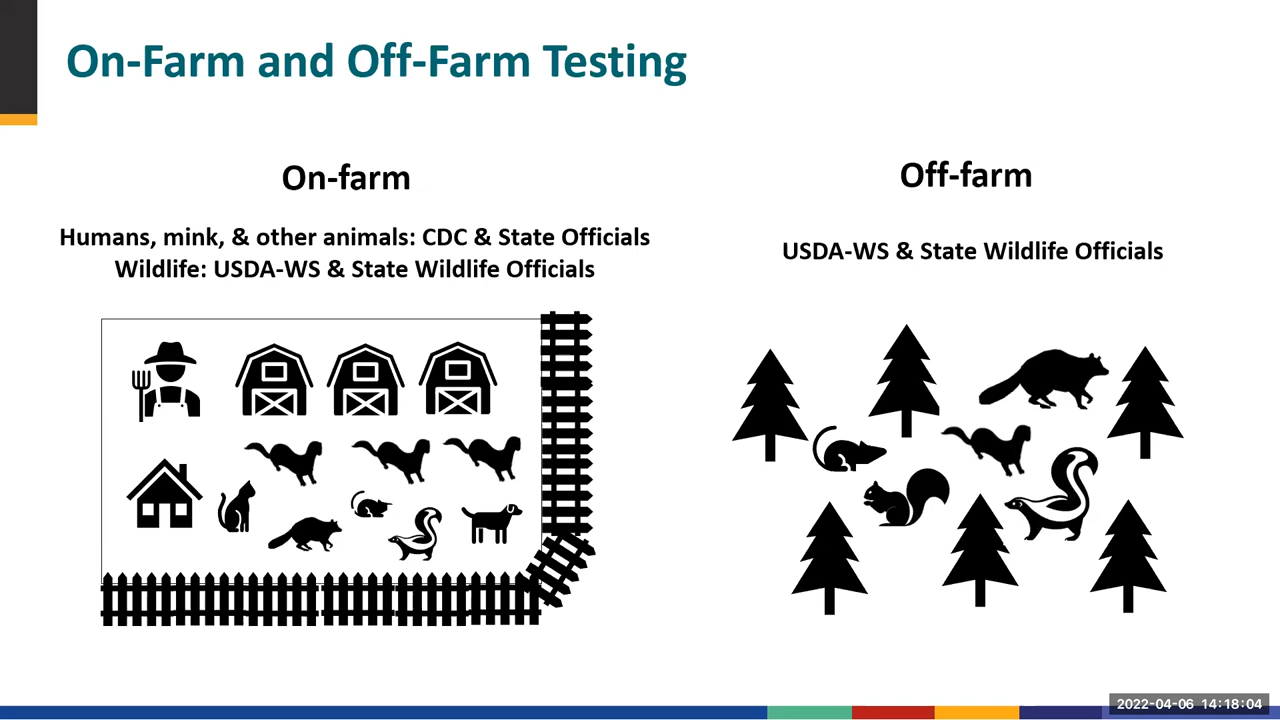 On-Farm and Off-Farm Testing
On-farm
Humans, mink, & other animals: CDC & State Officials
Wildlife: USDA-WS & State Wildlife Officials
Off-farm
USDA-WS & State Wildlife Officials
2022-04-06 14:18:04